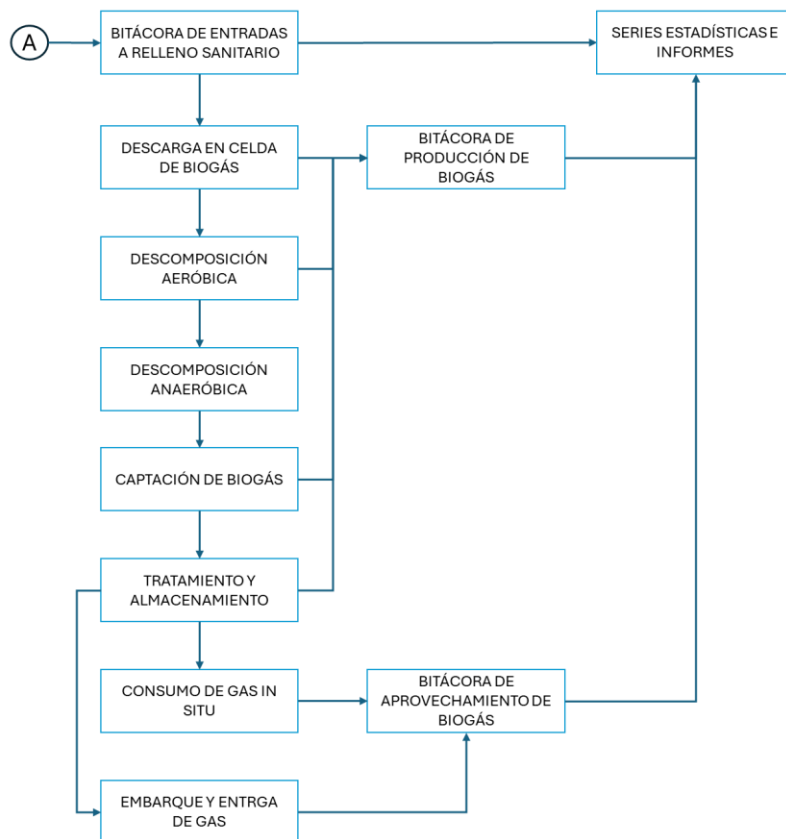 A
BITÁCORA DE ENTRADAS
A RELLENO SANITARIO
SERIES ESTADÍSTICAS E
INFORMES
DESCARGA EN CELDA
DE BIOGÁS
BITÁCORA DE
PRODUCCIÓN DE
BIOGÁS
DESCOMPOSICIÓN
AERÓBICA
DESCOMPOSICIÓN
ANAERÓBICA
CAPTACIÓN DE BIOGÁS
TRATAMIENTO Y
ALMACENAMIENTO
CONSUMO DE GAS IN
SITU
BITÁCORA DE
APROVECHAMIENTO DE
BIOGÁS
EMBARQUE Y ENTRGA
DE GAS